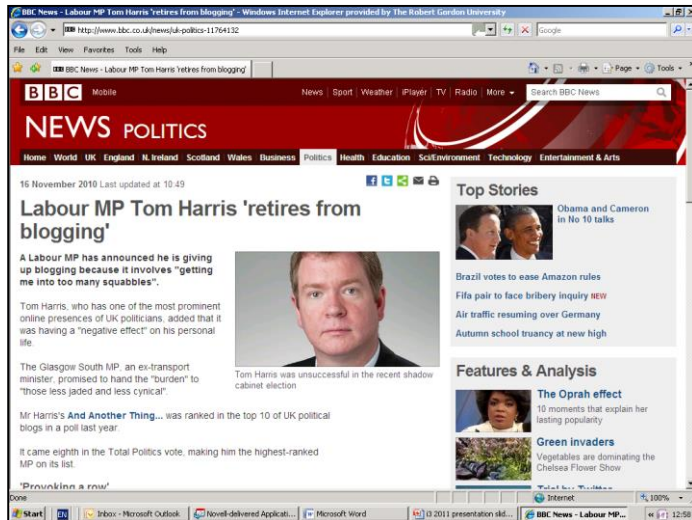 BBC News - Labour MP Tom Harris 'retires from blogging' - Windows Internet Explorer provided by The Robert Gordon University
http://www.bbc.co.uk/news/uk-politics-11764132
Google
File Edit View Favorites Tools Help
BBC News - Labour MP Tom Harris 'retires from blogging'
Page Tools
BBC Mobile
News Sport Weather iPlayer TV Radio More
Search BBC News
NEWS POLITICS
Home World UK England N.Ireland Scotland Wales Business Politics Health Education Sci/Environment Technology Entertainment & Arts
16 November 2010 Last updated at 10:49
Labour MP Tom Harris 'retires from
blogging'
A Labour MP has announced he is giving
up blogging because it involves "getting
me into too many squabbles".
Tom Harris, who has one of the most prominent
online presences of UK politicians, added that it
was having a "negative effect" on his personal
life.
The Glasgow South MP, an ex-transport
minister, promised to hand the "burden" to
"those less jaded and less cynical".
Tom Harris was unsuccessful in the recent shadow
cabinet election
Mr Harris's And Another Thing... was ranked in the top 10 of UK political
blogs in a poll last year.
It came eighth in the Total Politics vote, making him the highest-ranked
MP on its list.
'Provoking a row'
Top Stories
Obama and Cameron
in No 10 talks
Brazil votes to ease Amazon rules
Fifa pair to face bribery inquiry NEW
Air traffic resuming over Germany
Autumn school truancy at new high
Features & Analysis
The Oprah effect
10 moments that explain her
lasting popularity
Green invaders
Vegetables are dominating the
Chelsea Flower Show
Trial by Twitter
Done
Internet
100%
Start
EN
Inbox - Microsoft Outlook
Novell-delivered Applicati...
Microsoft Word
2011 presentation slid...
BBC News - Labour MP...
12:58